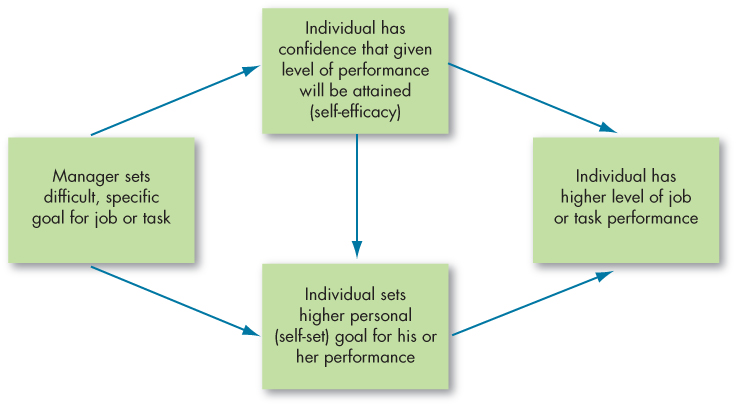 Individual has
confidence that given
level of performance
will be attained
(self-efficacy)
Manager sets
difficult, specific
goal for job or task
Individual has
higher level of job
or task performance
Individual sets
higher personal
(self-set) goal for his or
her performance